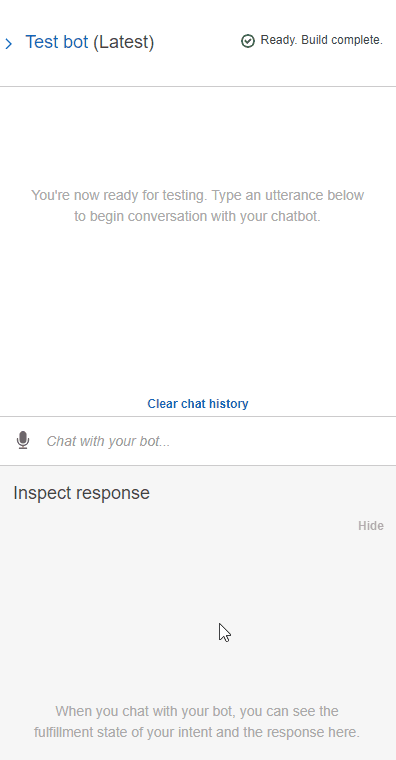 Test bot (Latest)
Ready. Build complete.
You're now ready for testing. Type an utterance below
to begin conversation with your chatbot.
Clear chat history
Chat with your bot...
Inspect response
Hide
When you chat with your bot, you can see the
fulfillment state of your intent and the response here.